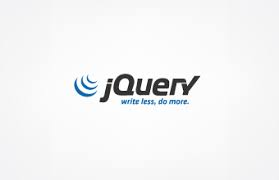 jQuery
write less, do more.